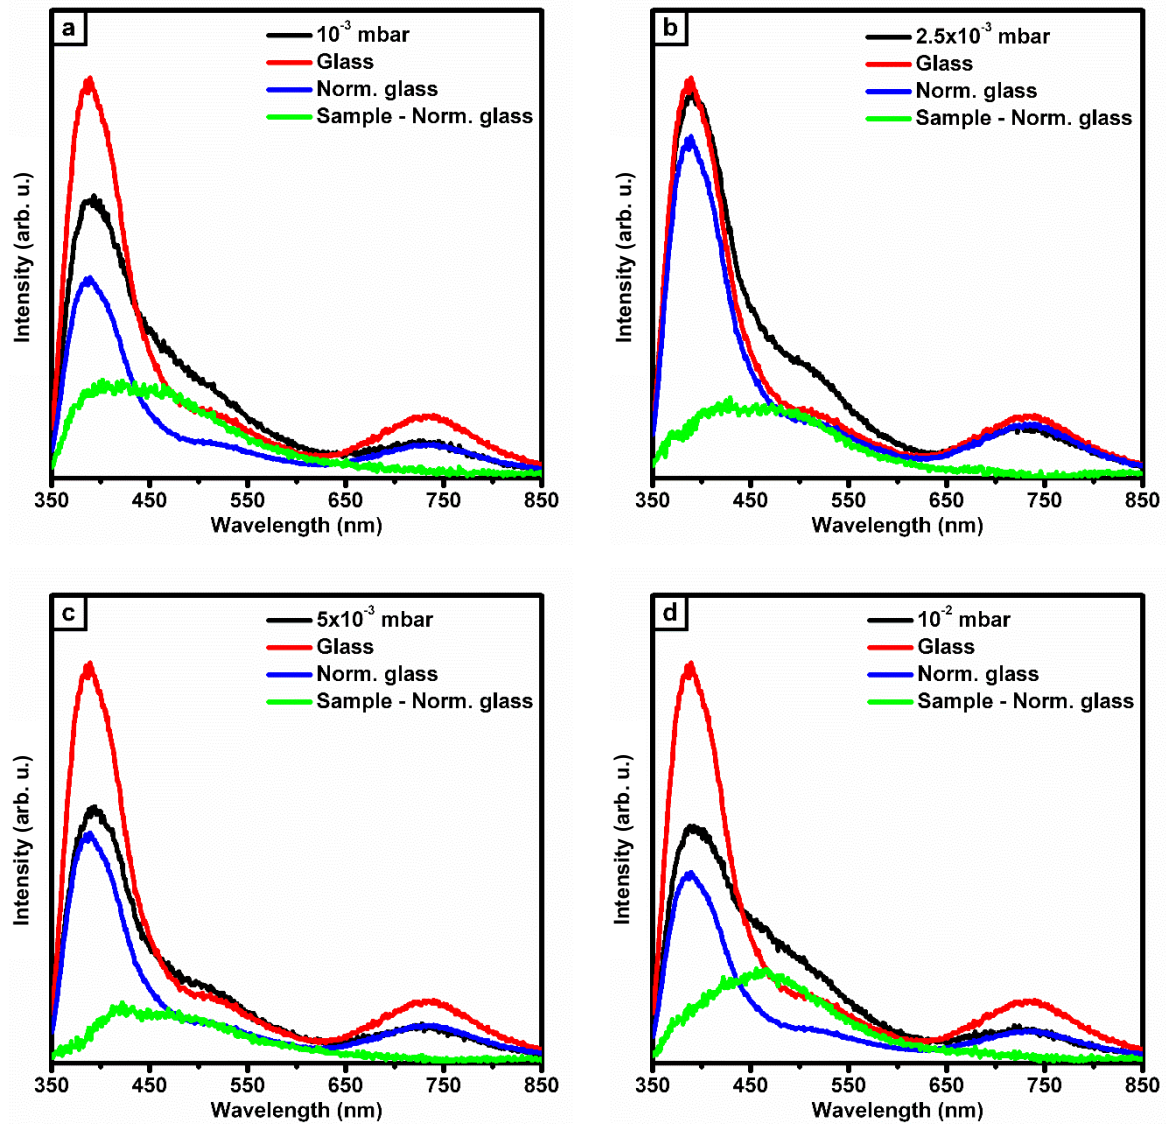 a
10⁻³ mbar
Glass
Norm. glass
Sample - Norm. glass
Intensity (arb. u.)
350 450 550 650 750 850
Wavelength (nm)
b
2.5x10⁻³ mbar
Glass
Norm. glass
Sample - Norm. glass
Intensity (arb. u.)
350 450 550 650 750 850
Wavelength (nm)
c
5x10⁻³ mbar
Glass
Norm. glass
Sample - Norm. glass
Intensity (arb. u.)
350 450 550 650 750 850
Wavelength (nm)
d
10⁻² mbar
Glass
Norm. glass
Sample - Norm. glass
Intensity (arb. u.)
350 450 550 650 750 850
Wavelength (nm)